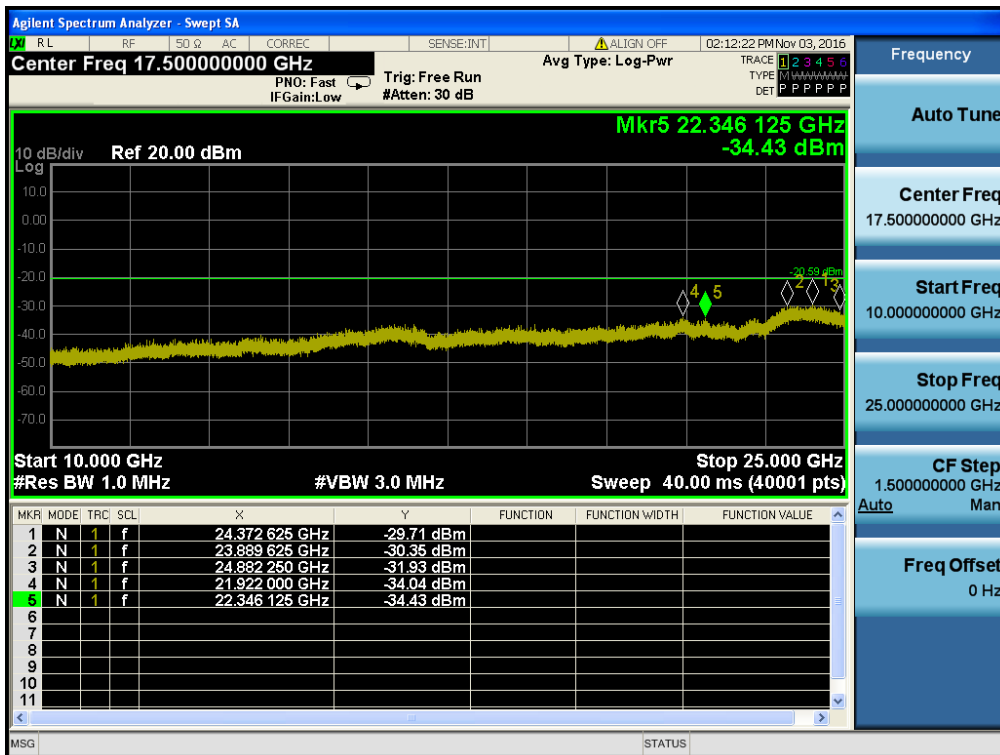 Agilent Spectrum Analyzer - Swept SA
LXI RL RF 50 Ω AC CORREC SENSE:INT ALIGN OFF 02:12:22 PM Nov 03, 2016
Center Freq 17.500000000 GHz
PNO: Fast
IFGain:Low
Trig: Free Run
#Atten: 30 dB
Avg Type: Log-Pwr
TRACE 1 2 3 4 5 6
TYPE M WWWWW
DET P P P P P P
Mkr5 22.346 125 GHz
-34.43 dBm
10 dB/div Ref 20.00 dBm
Log
10.0
0.00
-10.0
-20.0
-30.0
-40.0
-50.0
-60.0
-70.0
-20.59 dBm
4 5 2 1 3
Start 10.000 GHz Stop 25.000 GHz
#Res BW 1.0 MHz #VBW 3.0 MHz Sweep 40.00 ms (40001 pts)
MKR MODE TRC SCL X Y FUNCTION FUNCTION WIDTH FUNCTION VALUE
1 N 1 f 24.372 625 GHz -29.71 dBm
2 N 1 f 23.889 625 GHz -30.35 dBm
3 N 1 f 24.882 250 GHz -31.93 dBm
4 N 1 f 21.922 000 GHz -34.04 dBm
5 N 1 f 22.346 125 GHz -34.43 dBm
6
7
8
9
10
11
MSG STATUS
Frequency
Auto Tune
Center Freq
17.500000000 GHz
Start Freq
10.000000000 GHz
Stop Freq
25.000000000 GHz
CF Step
1.500000000 GHz
Auto Man
Freq Offset
0 Hz